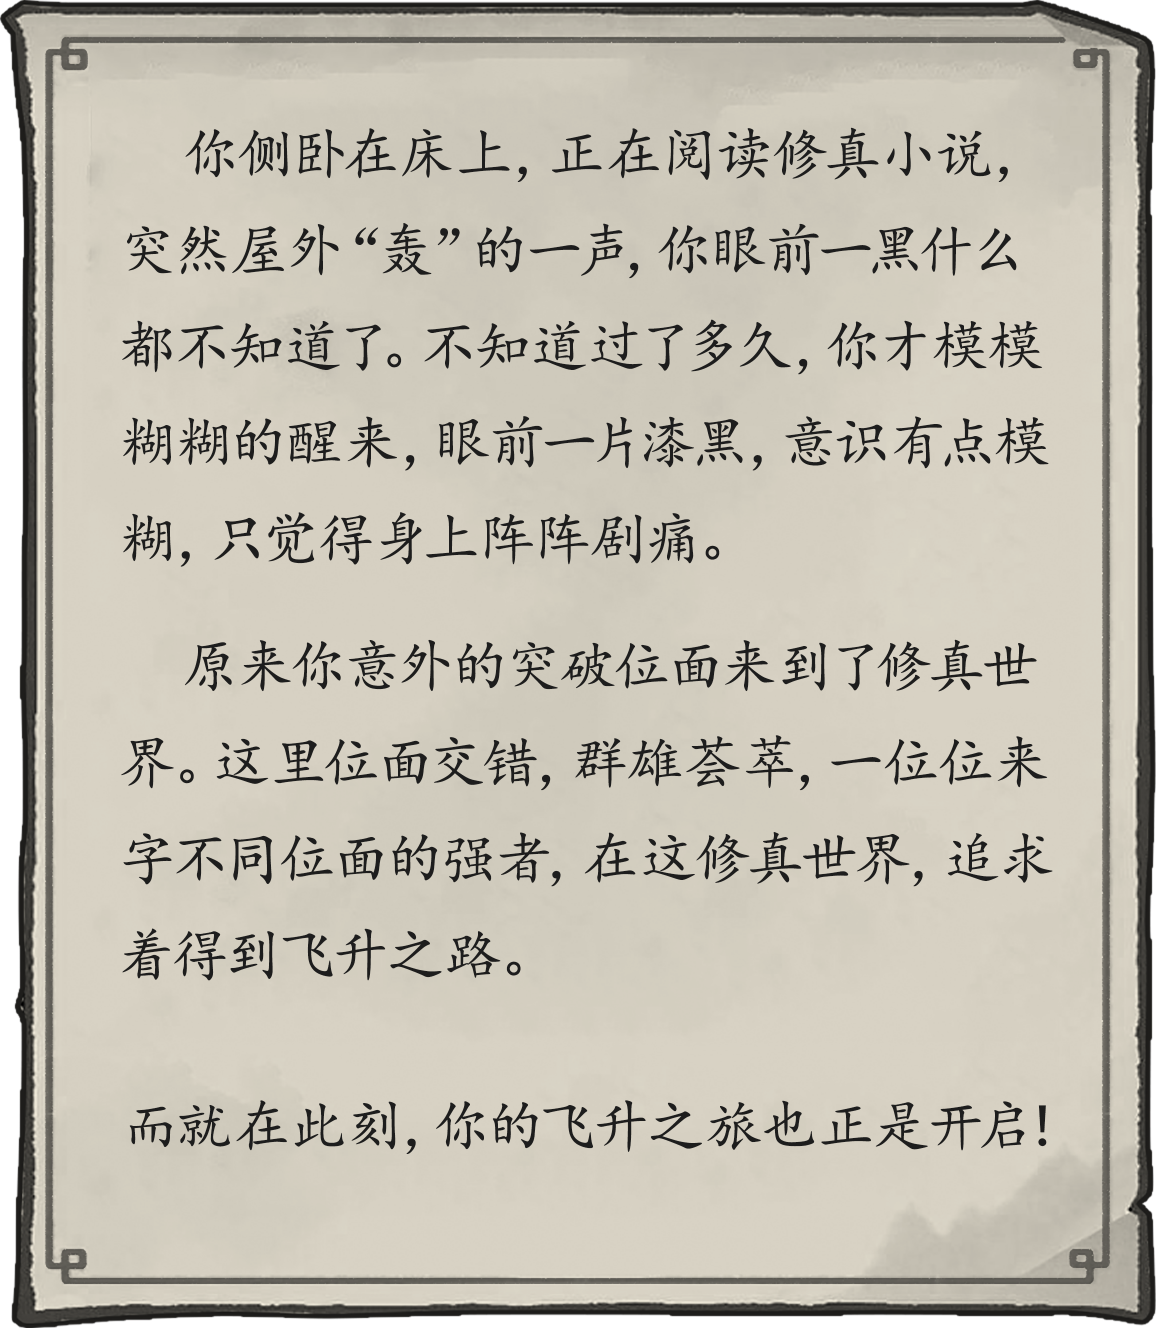 你侧卧在床上，正在阅读修真小说，
突然屋外“轰”的一声，你眼前一黑什么
都不知道了。不知道过了多久，你才模模
糊糊的醒来，眼前一片漆黑，意识有点模
糊，只觉得身上阵阵剧痛。
原来你意外的突破位面来到了修真世
界。这里位面交错，群雄荟萃，一位位来
字不同位面的强者，在这修真世界，追求
着得到飞升之路。
而就在此刻，你的飞升之旅也正是开启！